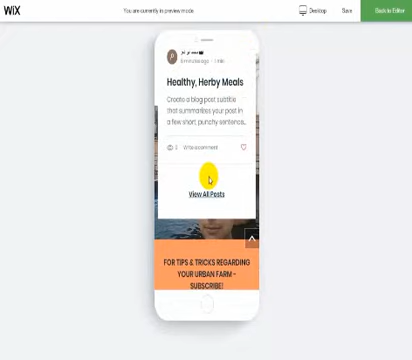 WiX
You are currently in preview mode
Desktop
Save
Back to Editor
Healthy, Herby Meals
Create a blog post subtitle
that summarizes your post in
a few short, punchy sentence...
Write a comment
View All Posts
FOR TIPS & TRICKS REGARDING
YOUR URBAN FARM -
SUBSCRIBE!